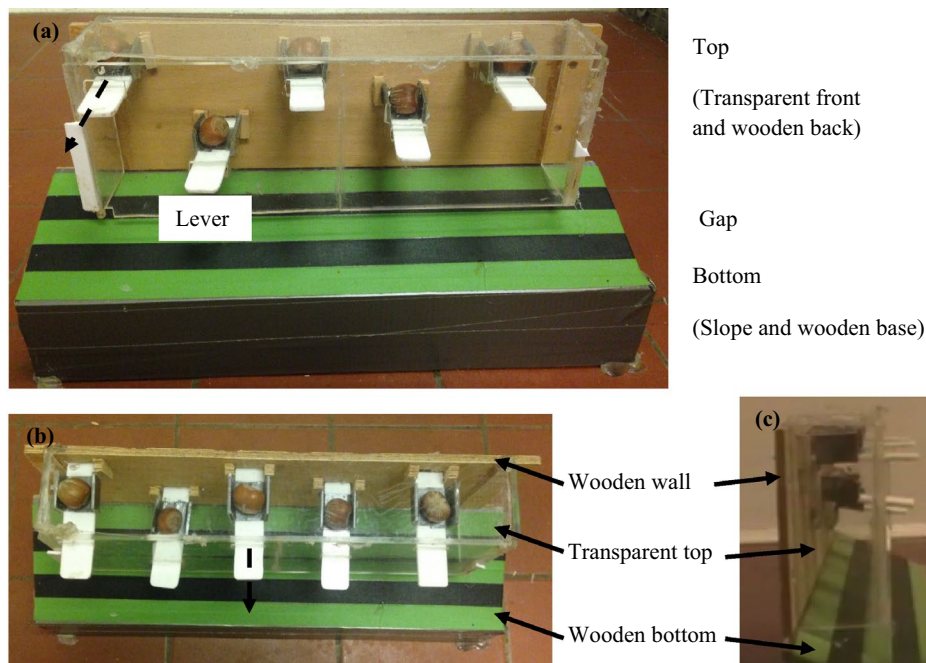 (a)
Top
(Transparent front
and wooden back)
Lever
Gap
Bottom
(Slope and wooden base)
(b)
(c)
Wooden wall
Transparent top
Wooden bottom